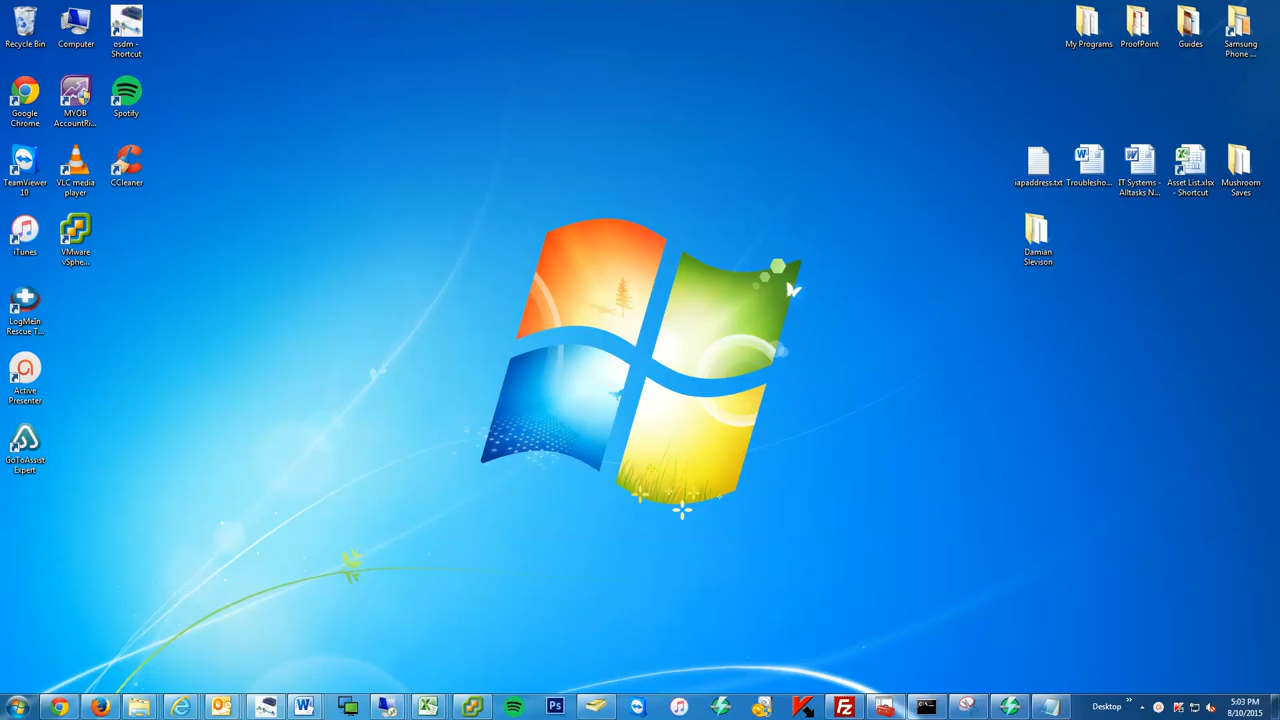 Recycle Bin
Computer
osdm -
Shortcut
My Programs
ProofPoint
Guides
Samsung
Phone ...
Google
Chrome
MYOB
AccountRi...
Spotify
TeamViewer
10
VLC media
player
CCleaner
iapaddress.txt
Troublesho...
IT Systems -
Alltasks N...
Asset List.xlsx
- Shortcut
Mushroom
Saves
iTunes
VMware
vSphe...
Damian
Slevison
LogMeIn
Rescue T...
Active
Presenter
GoToAssist
Expert
Ps
Fz
Desktop
»
5:03 PM
8/10/2015